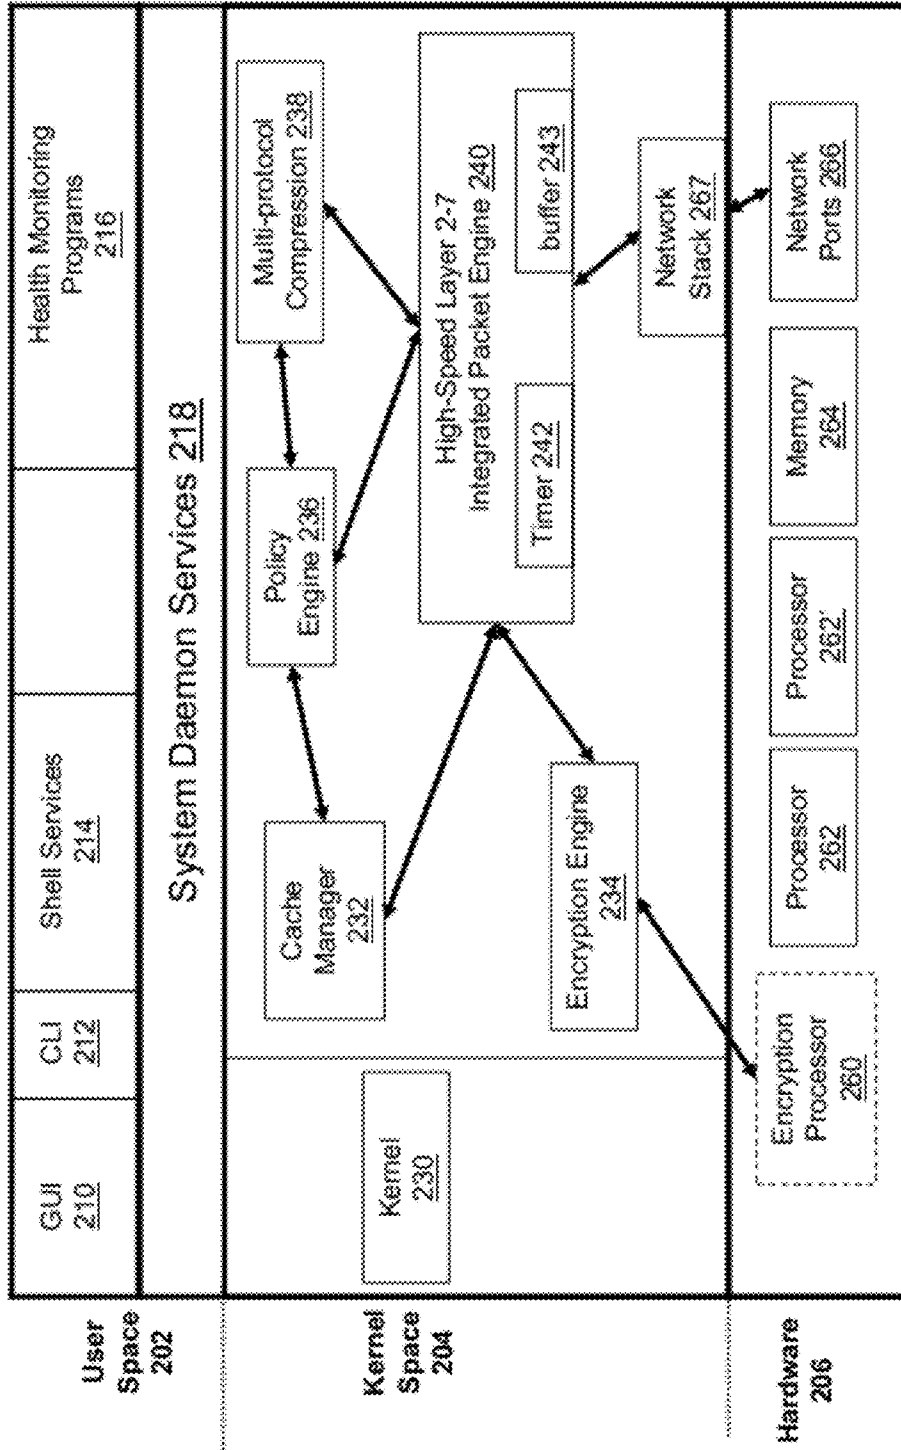 User
Space
202
GUI
210
CLI
212
Shell Services
214
Health Monitoring
Programs
216
System Daemon Services 218
Kernel
Space
204
Kernel
230
Cache
Manager
232
Policy
Engine 236
Multi-protocol
Compression 238
High-Speed Layer 2-7
Integrated Packet Engine 240
Timer 242
buffer 243
Encryption Engine
234
Network
Stack 267
Hardware
206
Encryption
Processor
260
Processor
262
Processor
262'
Memory
264
Network
Ports 266